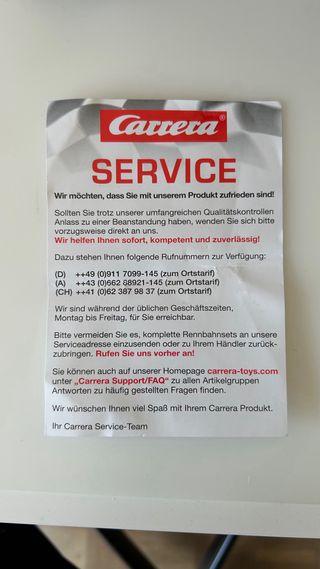 Carrera®
SERVICE
Wir möchten, dass Sie mit unserem Produkt zufrieden sind!
Sollten Sie trotz unserer umfangreichen Qualitätskontrollen
Anlass zu einer Beanstandung haben, wenden Sie sich bitte
vorzugsweise direkt an uns.
Wir helfen Ihnen sofort, kompetent und zuverlässig!
Dazu stehen Ihnen folgende Rufnummern zur Verfügung:
(D) ++49 (0)911 7099-145 (zum Ortstarif)
(A) ++43 (0)662 88921-145 (zum Ortstarif)
(CH) ++41 (0)62 387 98 37 (zum Ortstarif)
Wir sind während der üblichen Geschäftszeiten,
Montag bis Freitag, für Sie erreichbar.
Bitte vermeiden Sie es, komplette Rennbahnsets an unsere
Serviceadresse einzusenden oder zu Ihrem Händler zurück-
zubringen. Rufen Sie uns vorher an!
Sie können auch auf unserer Homepage carrera-toys.com
unter „Carrera Support/FAQ“ zu allen Artikelgruppen
Antworten zu häufig gestellten Fragen finden.
Wir wünschen Ihnen viel Spaß mit Ihrem Carrera Produkt.
Ihr Carrera Service-Team